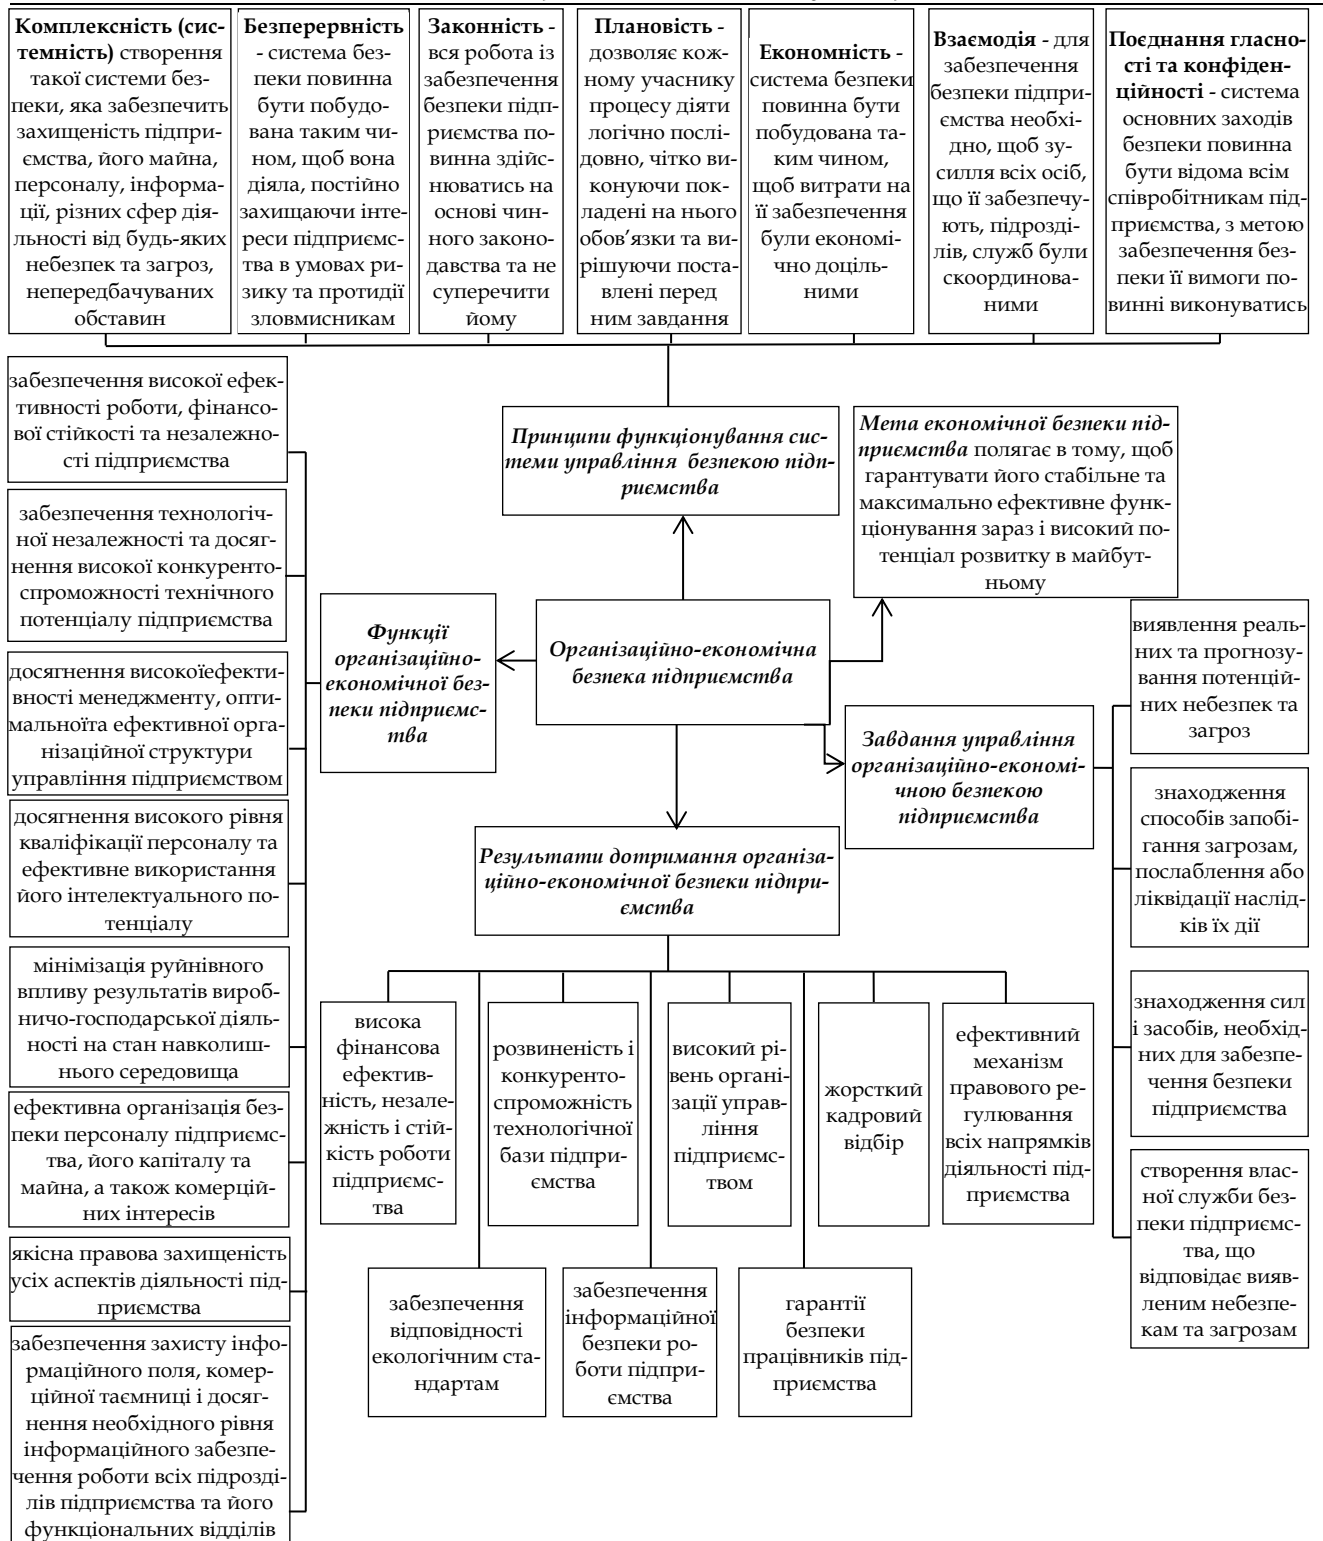 Комплексність (сис-
темність) створення
такої системи без-
пеки, яка забезпечить
захищеність підпри-
ємства, його майна,
персоналу, інформа-
ції, різних сфер дія-
льності від будь-яких
небезпек та загроз,
непередбачуваних
обставин
Безперервність
- система без-
пеки повинна
бути побудо-
вана таким чи-
ном, щоб вона
діяла, постійно
захищаючи інте-
реси підприємс-
тва в умовах ри-
зику та протидії
зловмисникам
Законність -
вся робота із
забезпечення
безпеки підп-
риємства по-
винна здійс-
нюватись на
основі чин-
ного законо-
давства та не
суперечити
йому
Плановість -
дозволяє кож-
ному учаснику
процесу діяти
логічно послі-
довно, чітко ви-
конуючи пок-
ладені на нього
обов’язки та ви-
рішуючи поста-
влені перед
ним завдання
Економність -
система безпеки
повинна бути
побудована та-
ким чином,
щоб витрати на
її забезпечення
були економі-
чно доціль-
ними
Взаємодія - для
забезпечення
безпеки підпри-
ємства необхі-
дно, щоб зу-
силля всіх осіб,
що її забезпечу-
ють, підрозді-
лів, служб були
скоординова-
ними
Поєднання гласно-
сті та конфіден-
ційності - система
основних заходів
безпеки повинна
бути відома всім
співробітникам під-
приємства, з метою
забезпечення без-
пеки її вимоги по-
винні виконуватись
забезпечення високої ефек-
тивності роботи, фінансо-
вої стійкості та незалежно-
сті підприємства
забезпечення технологіч-
ної незалежності та досяг-
нення високої конкуренто-
спроможності технічного
потенціалу підприємства
досягнення високоїефекти-
вності менеджменту, опти-
мальноїта ефективної орга-
нізаційної структури
управління підприємством
досягнення високого рівня
кваліфікації персоналу та
ефективне використання
його інтелектуального по-
тенціалу
мінімізація руйнівного
впливу результатів вироб-
ничо-господарської діяль-
ності на стан навколиш-
нього середовища
ефективна організація без-
пеки персоналу підприємс-
тва, його капіталу та
майна, а також комерцій-
них інтересів
якісна правова захищеність
усіх аспектів діяльності під-
приємства
забезпечення захисту інфо-
рмаційного поля, комер-
ційної таємниці і досяг-
нення необхідного рівня
інформаційного забезпе-
чення роботи всіх підрозді-
лів підприємства та його
функціональних відділів
Принципи функціонування сис-
теми управління безпекою підп-
риємства
Мета економічної безпеки під-
приємства полягає в тому, щоб
гарантувати його стабільне та
максимально ефективне функ-
ціонування зараз і високий по-
тенціал розвитку в майбут-
ньому
Функції
організаційно-
економічної без-
пеки підприємс-
тва
Організаційно-економічна
безпека підприємства
Завдання управління
організаційно-економі-
чною безпекою
підприємства
Результати дотримання організа-
ційно-економічної безпеки підпри-
ємства
виявлення реаль-
них та прогнозу-
вання потенцій-
них небезпек та
загроз
знаходження
способів запобі-
гання загрозам,
послаблення або
ліквідації наслід-
ків їх дії
знаходження сил
і засобів, необхід-
них для забезпе-
чення безпеки
підприємства
створення влас-
ної служби без-
пеки підприємс-
тва, що
відповідає вияв-
леним небезпе-
кам та загрозам
висока
фінансова
ефектив-
ність, незале-
жність і стій-
кість роботи
підприємс-
тва
розвиненість і
конкуренто-
спроможність
технологічної
бази підпри-
ємства
високий рі-
вень органі-
зації управ-
ління
підприємс-
твом
жорсткий
кадровий
відбір
ефективний
механізм
правового ре-
гулювання
всіх напрямків
діяльності під-
приємства
забезпечення
відповідності
екологічним ста-
ндартам
забезпечення
інформаційної
безпеки ро-
боти підпри-
ємства
гарантії
безпеки
працівників під-
приємства